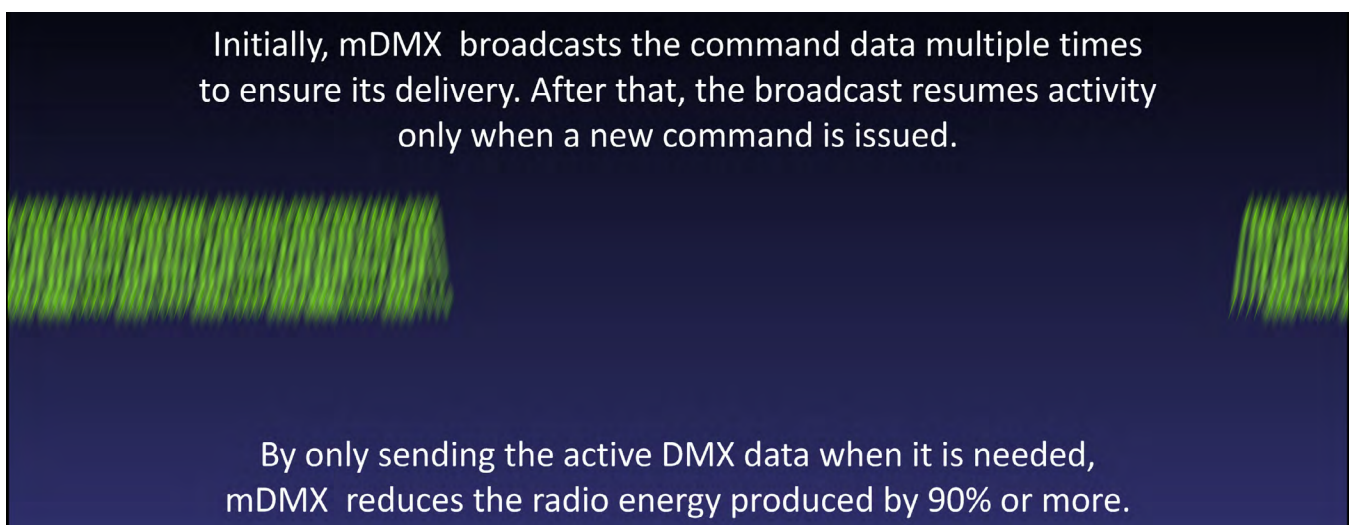 Initially, mDMX  broadcasts the command data multiple times
to ensure its delivery. After that, the broadcast resumes activity
only when a new command is issued.
By only sending the active DMX data when it is needed,
mDMX  reduces the radio energy produced by 90% or more.